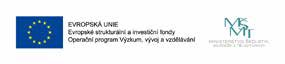 EVROPSKÁ UNIE
Evropské strukturální a investiční fondy
Operační program Výzkum, vývoj a vzdělávání
MINISTERSTVO ŠKOLSTVÍ,
MLÁDEŽE A TĚLOVÝCHOVY